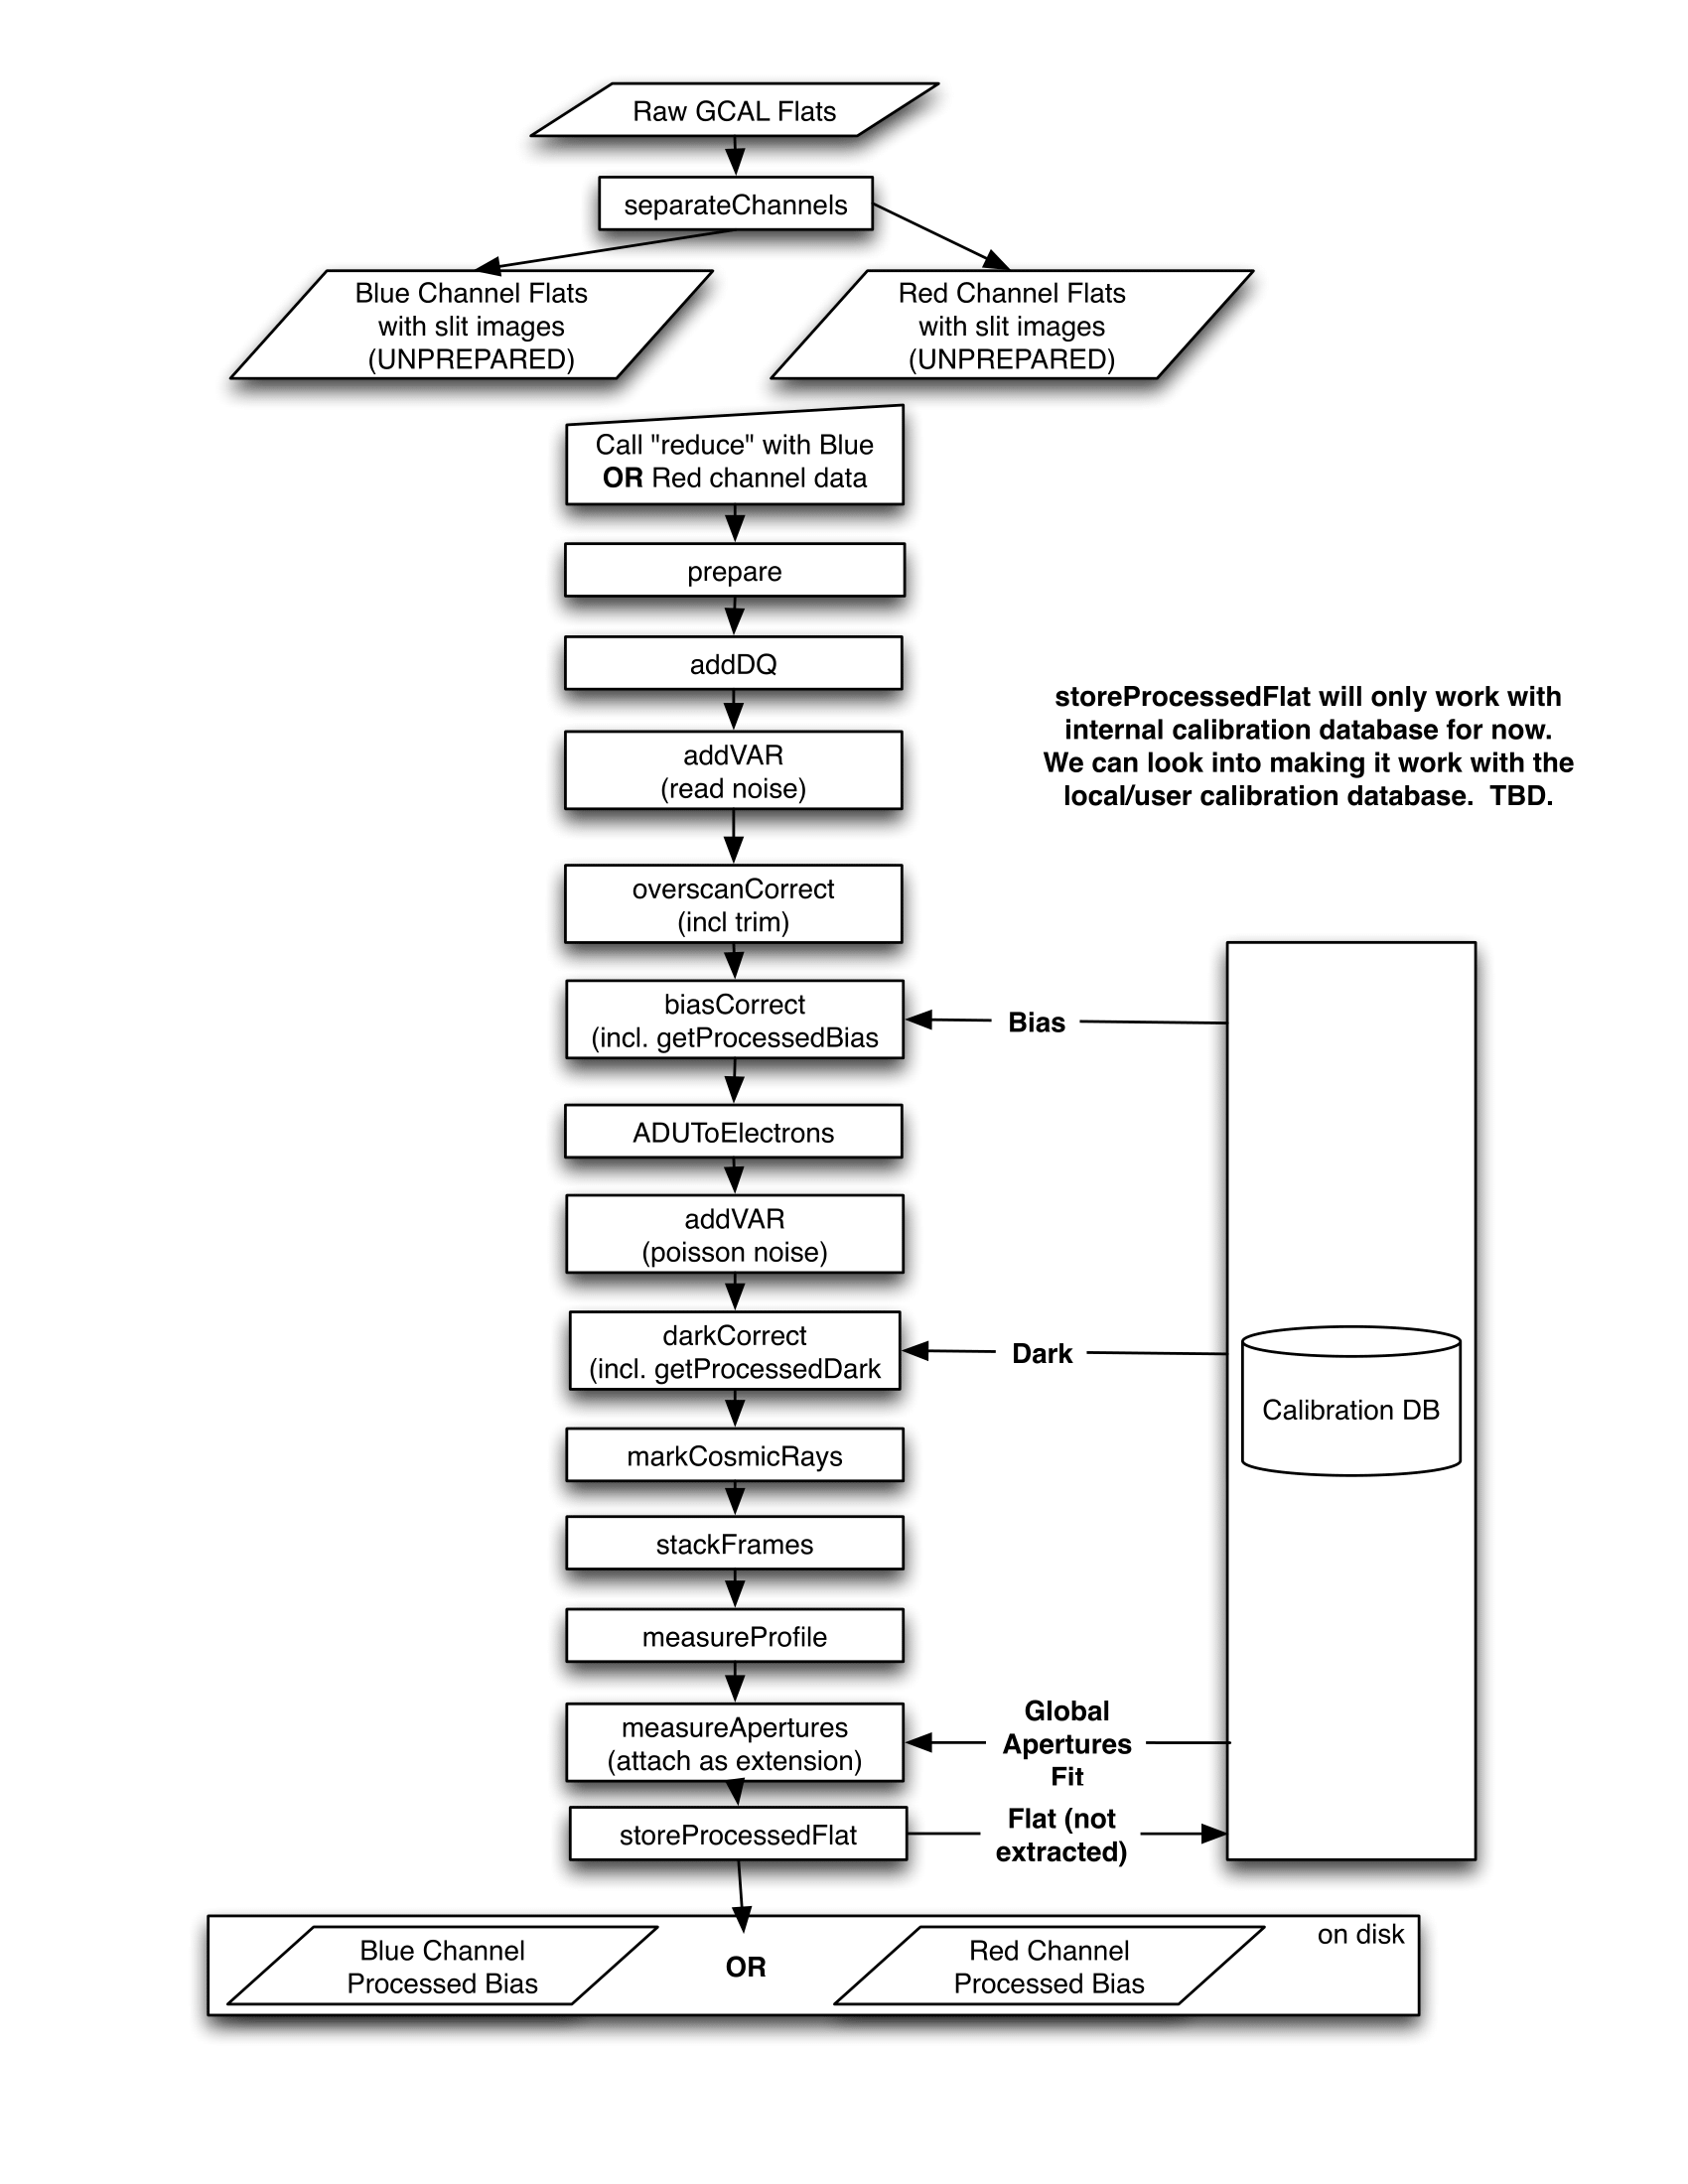 Raw GCAL Flats
separateChannels
Blue Channel Flats
with slit images
(UNPREPARED)
Red Channel Flats
with slit images
(UNPREPARED)
Call "reduce" with Blue
OR Red channel data
prepare
addDQ
addVAR
(read noise)
storeProcessedFlat will only work with
internal calibration database for now.
We can look into making it work with the
local/user calibration database.  TBD.
overscanCorrect
(incl trim)
biasCorrect
(incl. getProcessedBias
Bias
ADUToElectrons
addVAR
(poisson noise)
darkCorrect
(incl. getProcessedDark
Dark
Calibration DB
markCosmicRays
stackFrames
measureProfile
measureApertures
(attach as extension)
Global
Apertures
Fit
storeProcessedFlat
Flat (not
extracted)
on disk
Blue Channel
Processed Bias
OR
Red Channel
Processed Bias